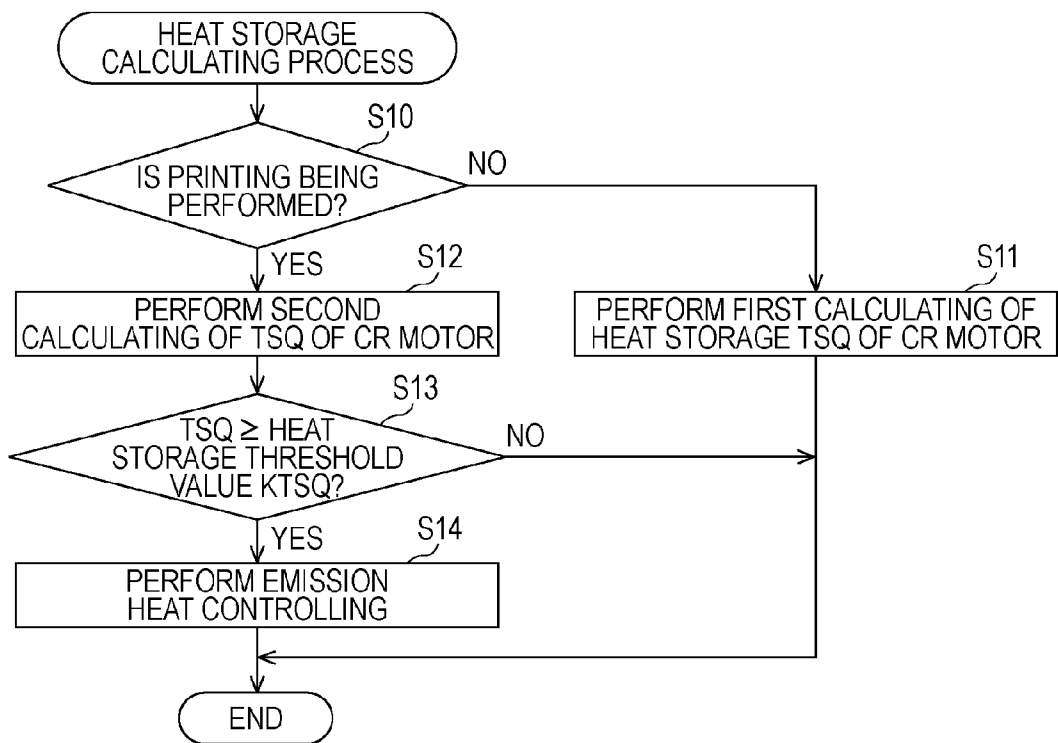 HEAT STORAGE
CALCULATING PROCESS
S10
IS PRINTING BEING
PERFORMED?
NO
YES
S12
PERFORM SECOND
CALCULATING OF TSQ OF CR MOTOR
S11
PERFORM FIRST CALCULATING OF
HEAT STORAGE TSQ OF CR MOTOR
S13
TSQ ≥ HEAT
STORAGE THRESHOLD
VALUE KTSQ?
NO
YES
S14
PERFORM EMISSION
HEAT CONTROLLING
END